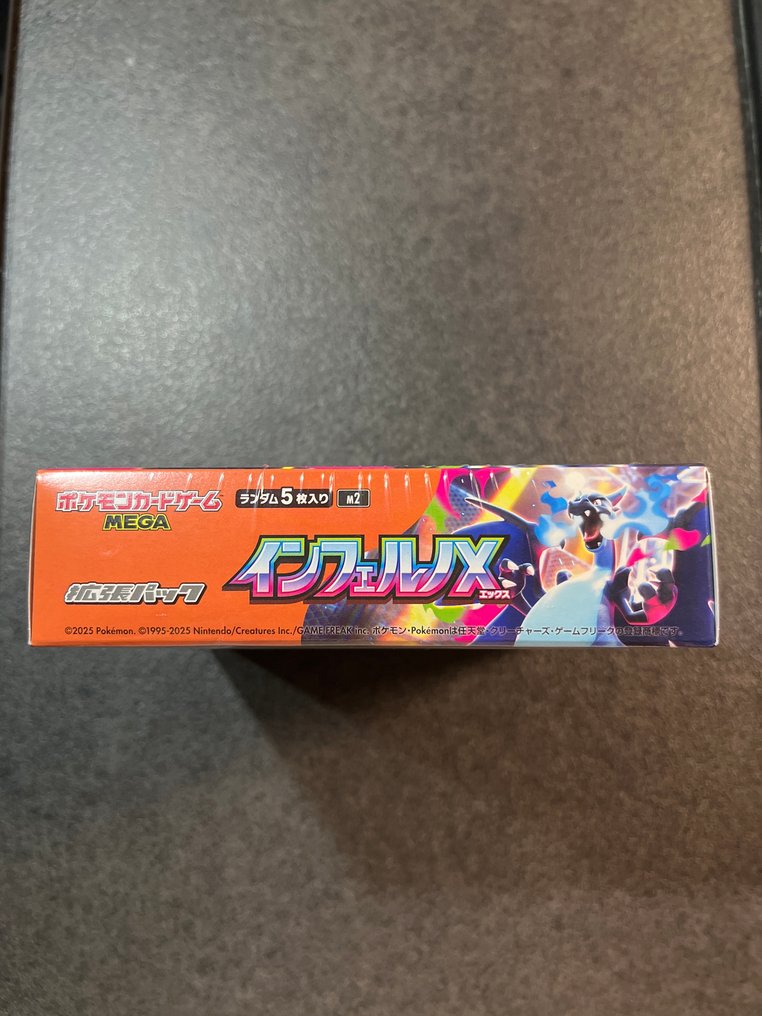 ポケモンカードゲーム
MEGA
ランダム5枚入り M2
インフェルノX
エックス
拡張パック
©2025 Pokémon. ©1995-2025 Nintendo/Creatures Inc./GAME FREAK inc. ポケモン・Pokémonは任天堂・クリーチャーズ・ゲームフリークの登録商標です。